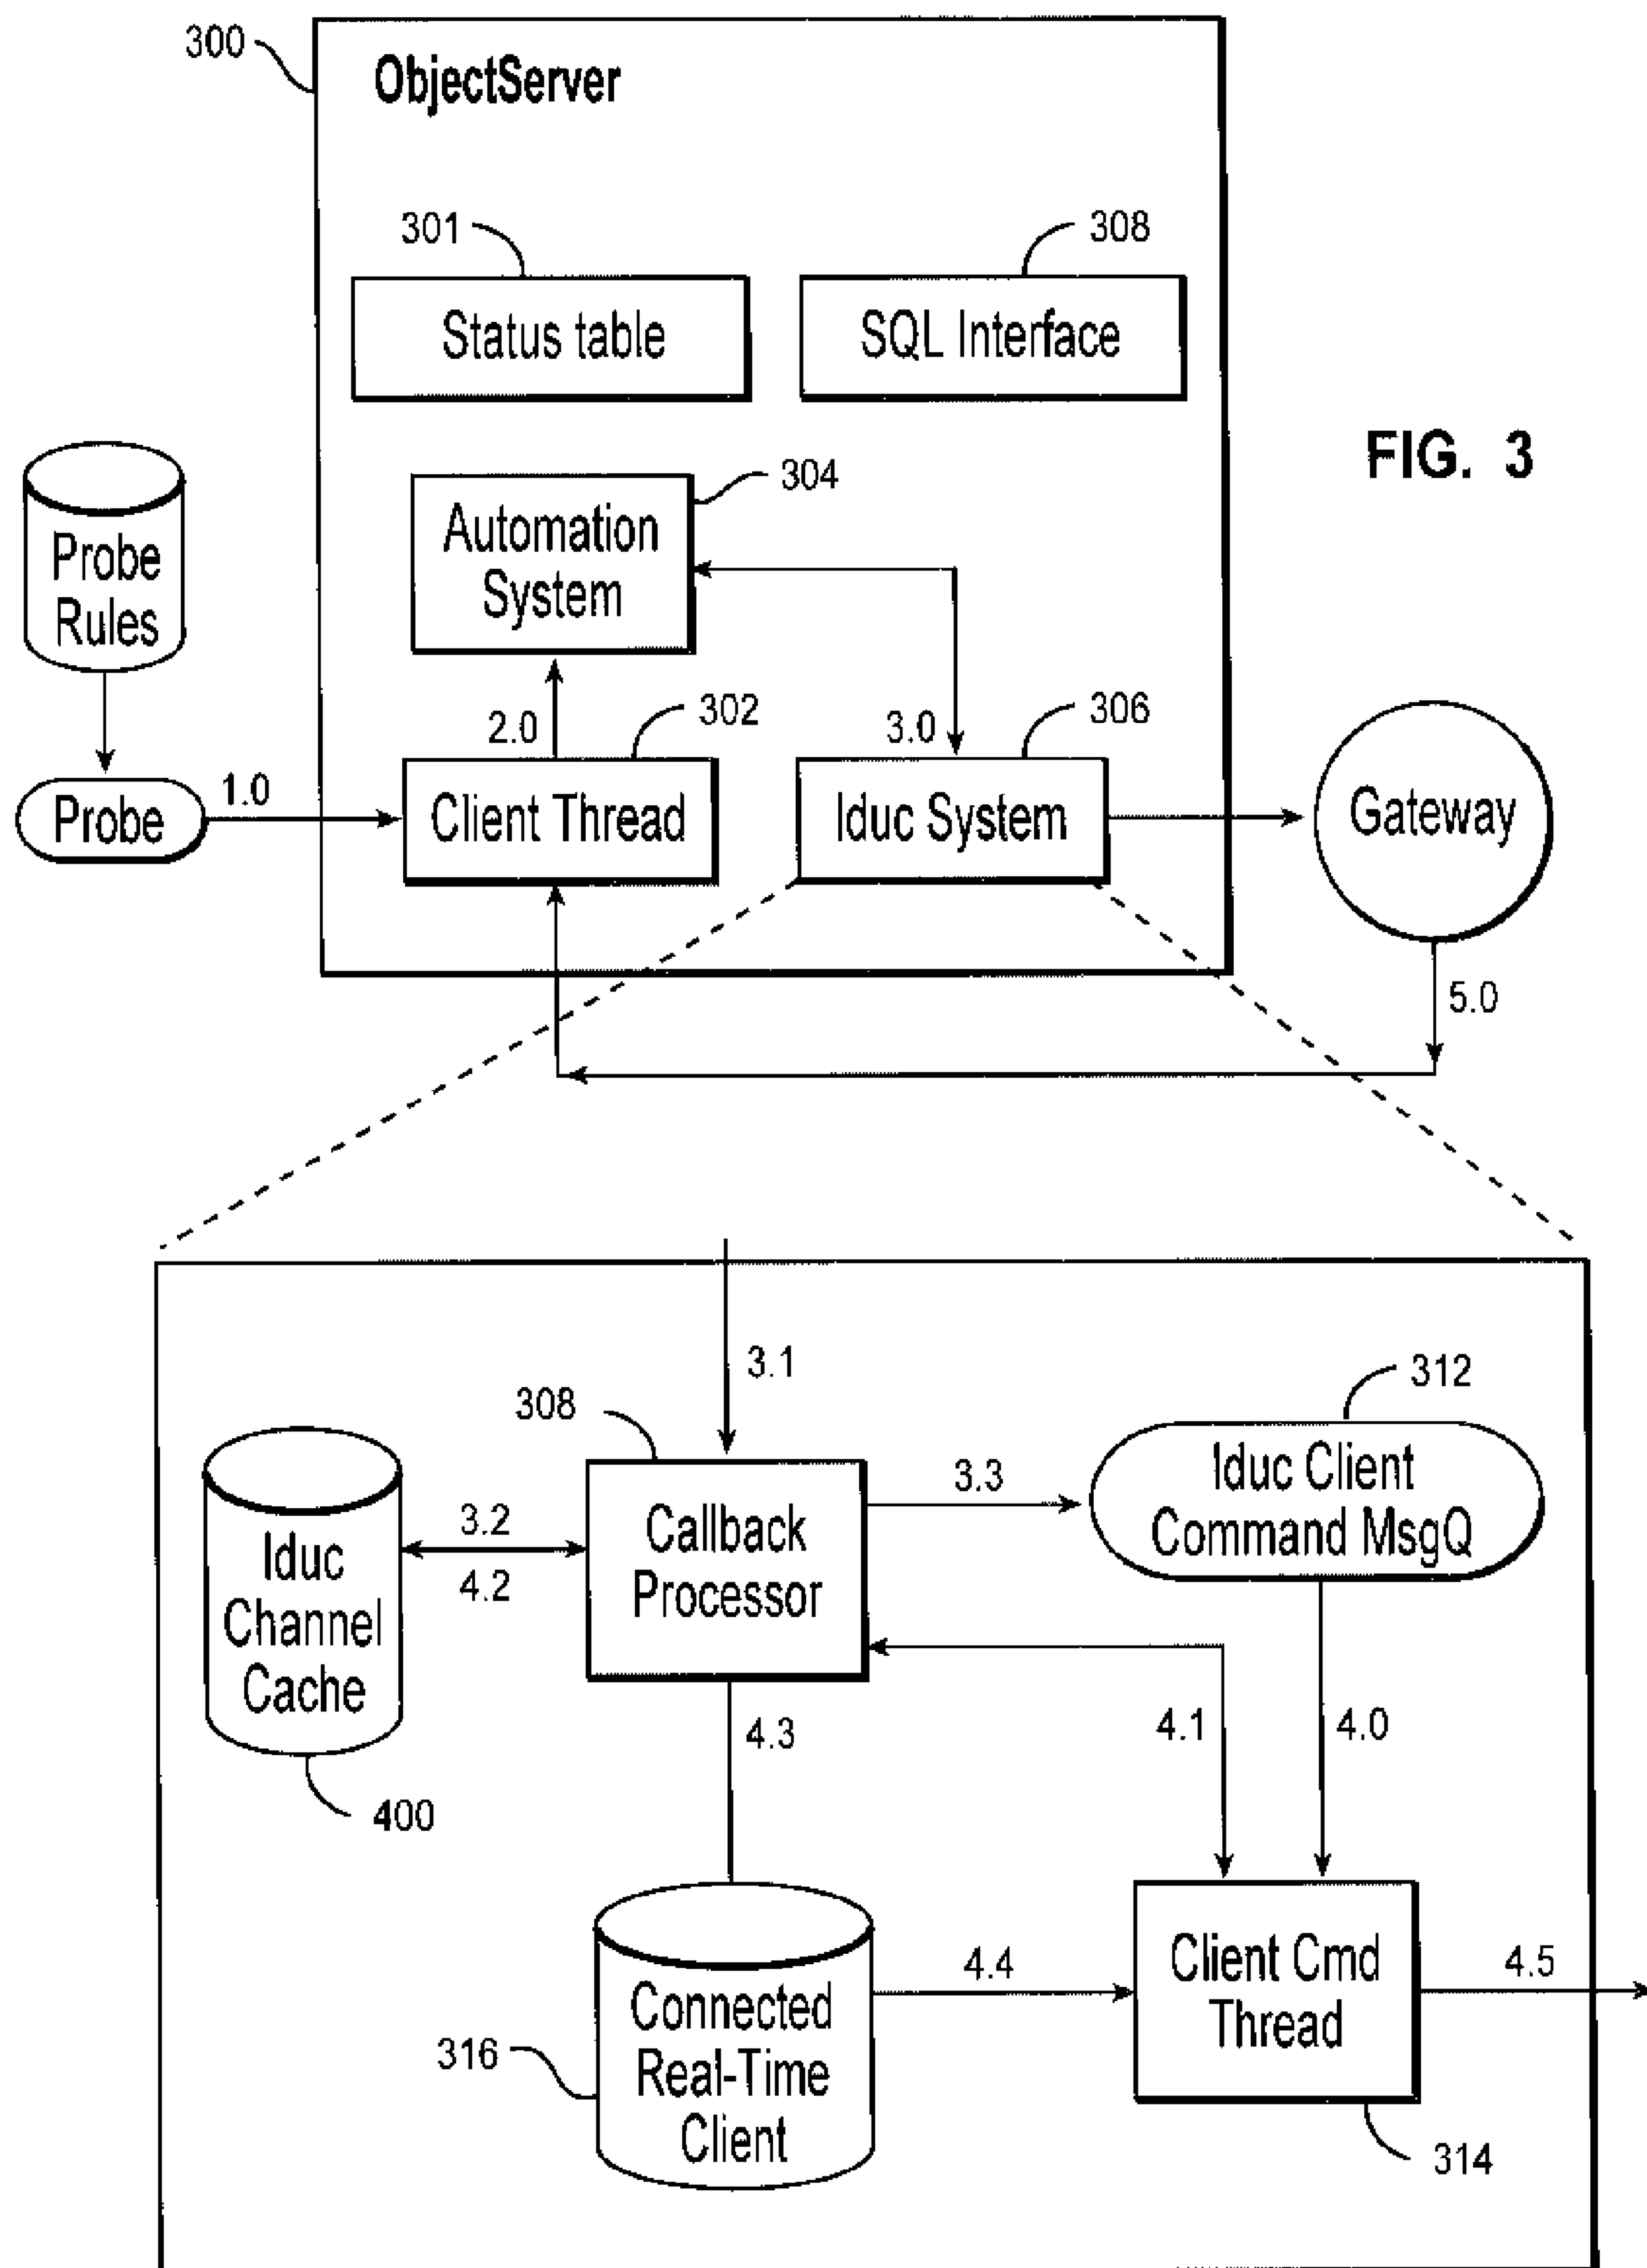 300
ObjectServer
301
308
Status table
SQL Interface
FIG. 3
304
Automation
System
Probe
Rules
2.0
302
3.0
306
Probe
1.0
Client Thread
Iduc System
Gateway
5.0
3.1
312
308
Iduc Client
Command MsgQ
3.3
Callback
Processor
3.2
4.2
Iduc
Channel
Cache
400
4.3
4.1
4.0
Client Cmd
Thread
4.4
4.5
Connected
Real-Time
Client
316
314